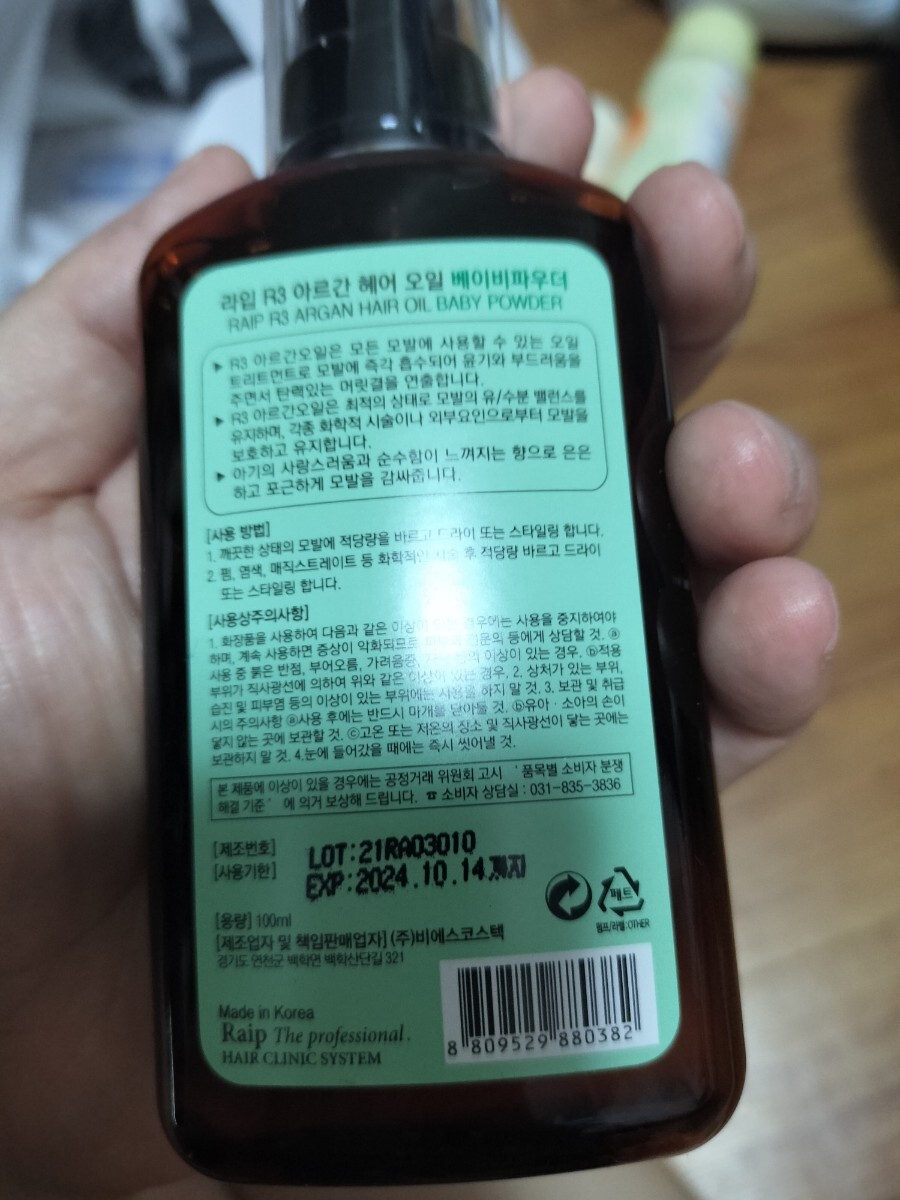 라입 R3 아르간 헤어 오일 베이비파우더
RAIP R3 ARGAN HAIR OIL BABY POWDER
▶ R3 아르간오일은 모든 모발에 사용할 수 있는 오일
트리트먼트로 모발에 즉각 흡수되어 윤기와 부드러움을
주면서 탄력있는 머릿결을 연출합니다.
▶ R3 아르간오일은 최적의 상태로 모발의 유/수분 밸런스를
유지하며, 각종 화학적 시술이나 외부요인으로부터 모발을
보호하고 유지합니다.
▶ 아기의 사랑스러움과 순수함이 느껴지는 향으로 은은
하고 포근하게 모발을 감싸줍니다.
[사용 방법]
1. 깨끗한 상태의 모발에 적당량을 바르고 드라이 또는 스타일링 합니다.
2. 펌, 염색, 매직스트레이트 등 화학적인 시술 후 적당량 바르고 드라이
또는 스타일링 합니다.
[사용상주의사항]
1. 화장품을 사용하여 다음과 같은 이상이 있는 경우에는 사용을 중지하여야
하며, 계속 사용하면 증상이 악화되므로 전문의 등에게 상담할 것. ⓐ
사용 중 붉은 반점, 부어오름, 가려움증, 이상이 있는 경우. ⓑ적용
부위가 직사광선에 의하여 위와 같은 이상이 있는 경우. 2. 상처가 있는 부위,
습진 및 피부염 등의 이상이 있는 부위에는 사용을 하지 말 것. 3. 보관 및 취급
시의 주의사항 ⓐ사용 후에는 반드시 마개를 닫아둘 것. ⓑ유아 · 소아의 손이
닿지 않는 곳에 보관할 것. ⓒ고온 또는 저온의 장소 및 직사광선이 닿는 곳에는
보관하지 말 것. 4.눈에 들어갔을 때에는 즉시 씻어낼 것.
본 제품에 이상이 있을 경우에는 공정거래 위원회 고시 '품목별 소비자 분쟁
해결 기준' 에 의거 보상해 드립니다. ☎ 소비자 상담실 : 031-835-3836
[제조번호] LOT:21RA03010
[사용기한] EXP:2024.10.14.까지
[용량] 100ml
[제조업자 및 책임판매업자] (주)비에스코스텍
경기도 연천군 백학면 백학산단길 321
페트
펌프/라벨:OTHER
Made in Korea
Raip The professional.
HAIR CLINIC SYSTEM
8 809529 880382